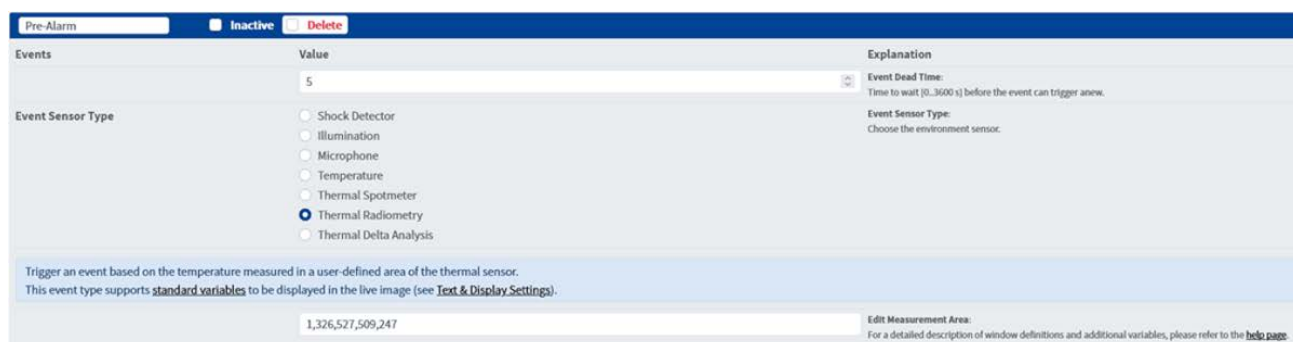 Pre-Alarm Inactive Delete
Events Value Explanation
5 Event Dead Time:
Time to wait [0..3600 s] before the event can trigger anew.
Event Sensor Type Shock Detector Event Sensor Type:
Illumination Choose the environment sensor.
Microphone
Temperature
Thermal Spotmeter
Thermal Radiometry
Thermal Delta Analysis
Trigger an event based on the temperature measured in a user-defined area of the thermal sensor.
This event type supports standard variables to be displayed in the live image (see Text & Display Settings).
1,326,527,509,247 Edit Measurement Area:
For a detailed description of window definitions and additional variables, please refer to the help page.